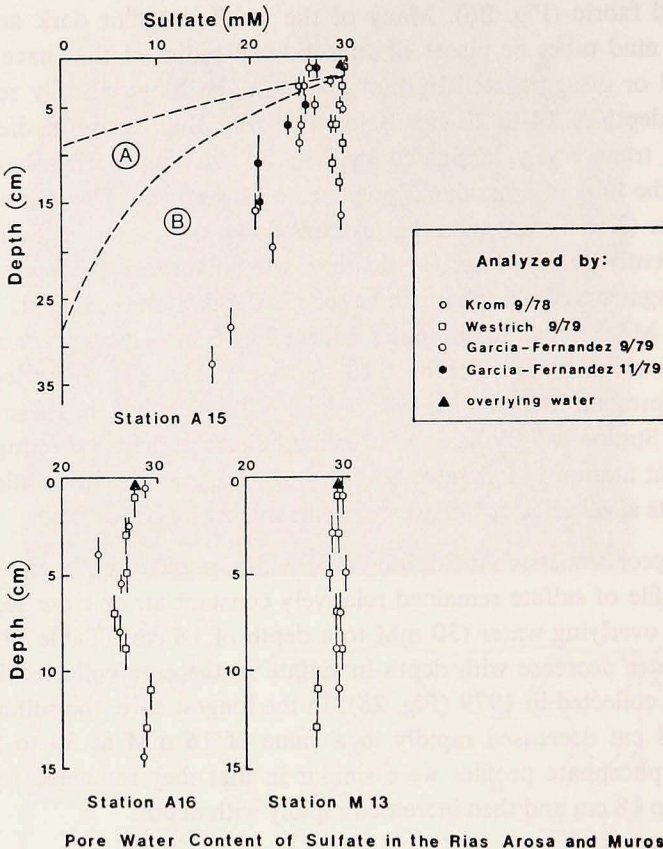 Sulfate (mM)
0 10 20 30
Depth (cm)
5
15
25
35
A
B
Station A15
Analyzed by:
○ Krom 9/78
□ Westrich 9/79
○ Garcia-Fernandez 9/79
● Garcia-Fernandez 11/79
▲ overlying water
20 30
Depth (cm)
0
5
10
15
Station A16
20 30
0
5
10
15
Station M13
Pore Water Content of Sulfate in the Rias Arosa and Muros